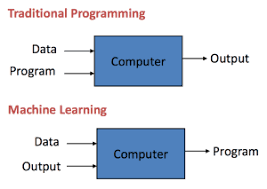 Traditional Programming
Data
Program
Computer
Output
Machine Learning
Data
Output
Computer
Program